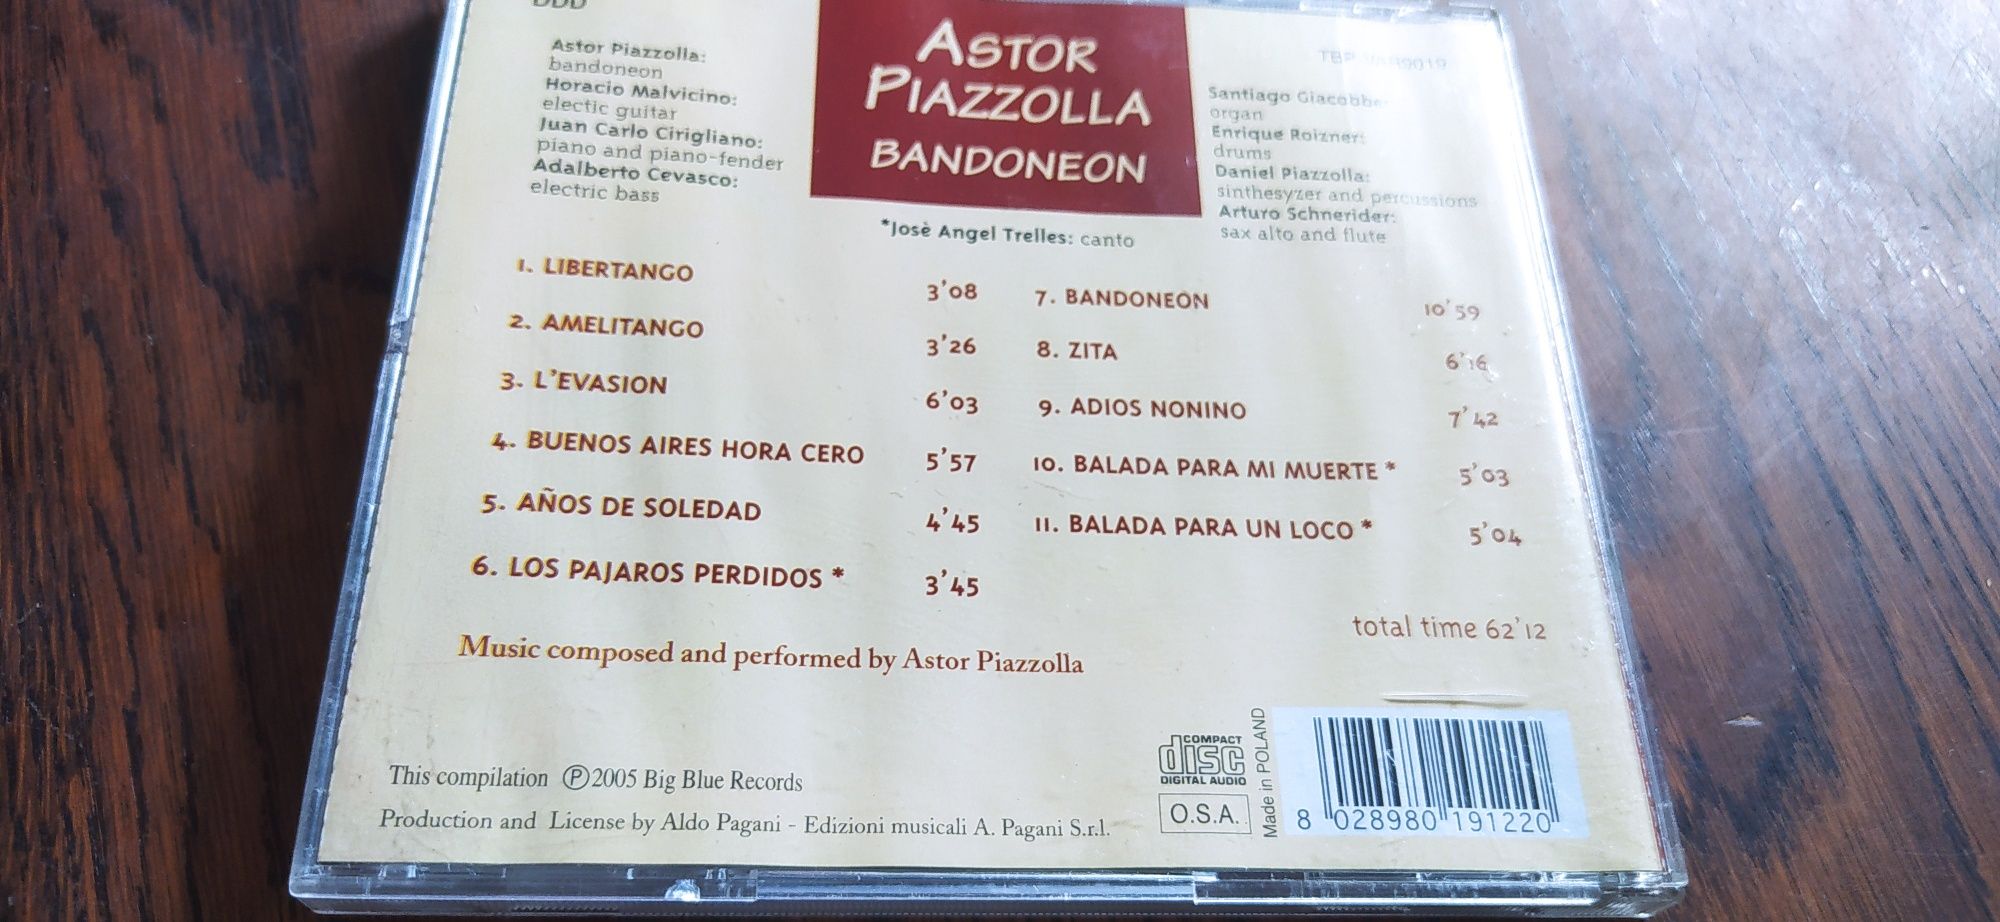 DDD
Astor Piazzolla:
bandoneon
Horacio Malvicino:
electic guitar
Juan Carlo Cirigliano:
piano and piano-fender
Adalberto Cevasco:
electric bass
ASTOR
PIAZZOLLA
BANDONEON
*Josè Angel Trelles: canto
Santiago Giacobbe:
organ
Enrique Roizner:
drums
Daniel Piazzolla:
sinthesyzer and percussions
Arturo Schnerider:
sax alto and flute
1. LIBERTANGO 3'08
2. AMELITANGO 3'26
3. L'EVASION 6'03
4. BUENOS AIRES HORA CERO 5'57
5. AÑOS DE SOLEDAD 4'45
6. LOS PAJAROS PERDIDOS * 3'45
7. BANDONEON 10'59
8. ZITA 6'16
9. ADIOS NONINO 7'42
10. BALADA PARA MI MUERTE * 5'03
11. BALADA PARA UN LOCO * 5'04
total time 62'12
Music composed and performed by Astor Piazzolla
This compilation ℗2005 Big Blue Records
Production and License by Aldo Pagani - Edizioni musicali A. Pagani S.r.l.
COMPACT
disc
DIGITAL AUDIO
O.S.A.
Made in POLAND
8 028980 191220